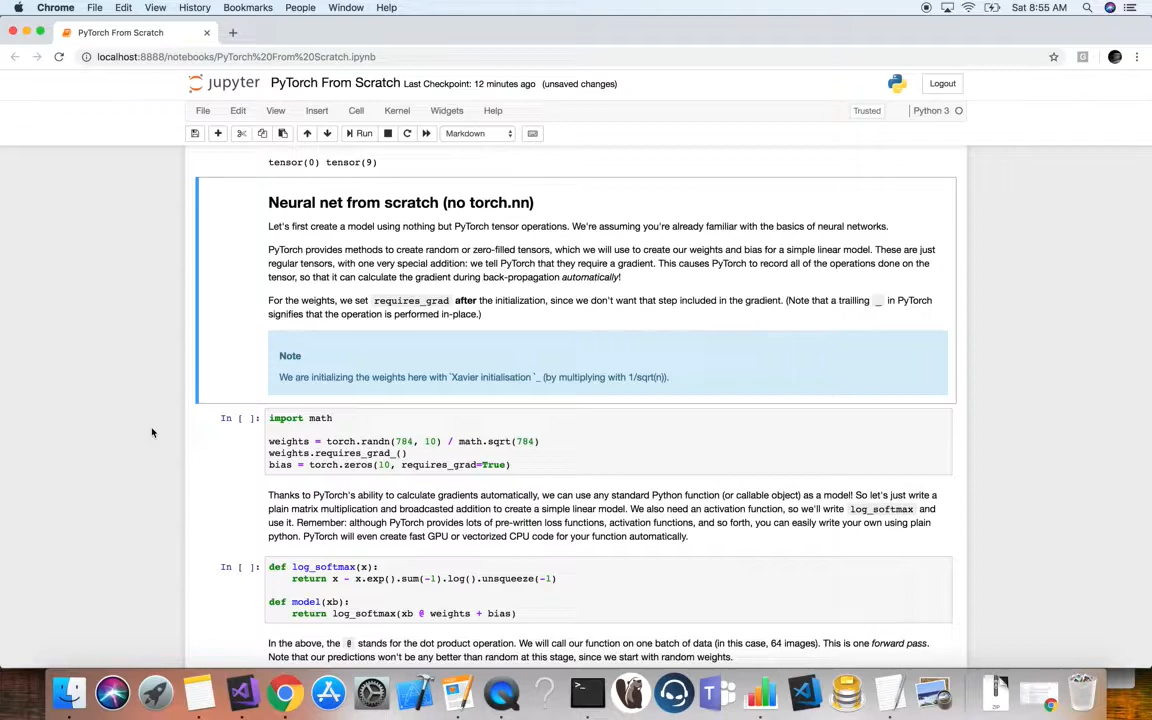 Chrome File Edit View History Bookmarks People Window Help Sat 8:55 AM
PyTorch From Scratch
localhost:8888/notebooks/PyTorch%20From%20Scratch.ipynb
jupyter PyTorch From Scratch Last Checkpoint: 12 minutes ago (unsaved changes) Logout
File Edit View Insert Cell Kernel Widgets Help Trusted Python 3
Run Markdown
tensor(0) tensor(9)
Neural net from scratch (no torch.nn)
Let's first create a model using nothing but PyTorch tensor operations. We're assuming you're already familiar with the basics of neural networks.
PyTorch provides methods to create random or zero-filled tensors, which we will use to create our weights and bias for a simple linear model. These are just
regular tensors, with one very special addition: we tell PyTorch that they require a gradient. This causes PyTorch to record all of the operations done on the
tensor, so that it can calculate the gradient during back-propagation automatically!
For the weights, we set requires_grad after the initialization, since we don't want that step included in the gradient. (Note that a trailling _ in PyTorch
signifies that the operation is performed in-place.)
Note
We are initializing the weights here with `Xavier initialisation `_ (by multiplying with 1/sqrt(n)).
In [ ]: import math
weights = torch.randn(784, 10) / math.sqrt(784)
weights.requires_grad_()
bias = torch.zeros(10, requires_grad=True)
Thanks to PyTorch's ability to calculate gradients automatically, we can use any standard Python function (or callable object) as a model! So let's just write a
plain matrix multiplication and broadcasted addition to create a simple linear model. We also need an activation function, so we'll write log_softmax and
use it. Remember: although PyTorch provides lots of pre-written loss functions, activation functions, and so forth, you can easily write your own using plain
python. PyTorch will even create fast GPU or vectorized CPU code for your function automatically.
In [ ]: def log_softmax(x):
return x - x.exp().sum(-1).log().unsqueeze(-1)
def model(xb):
return log_softmax(xb @ weights + bias)
In the above, the @ stands for the dot product operation. We will call our function on one batch of data (in this case, 64 images). This is one forward pass.
Note that our predictions won't be any better than random at this stage, since we start with random weights.